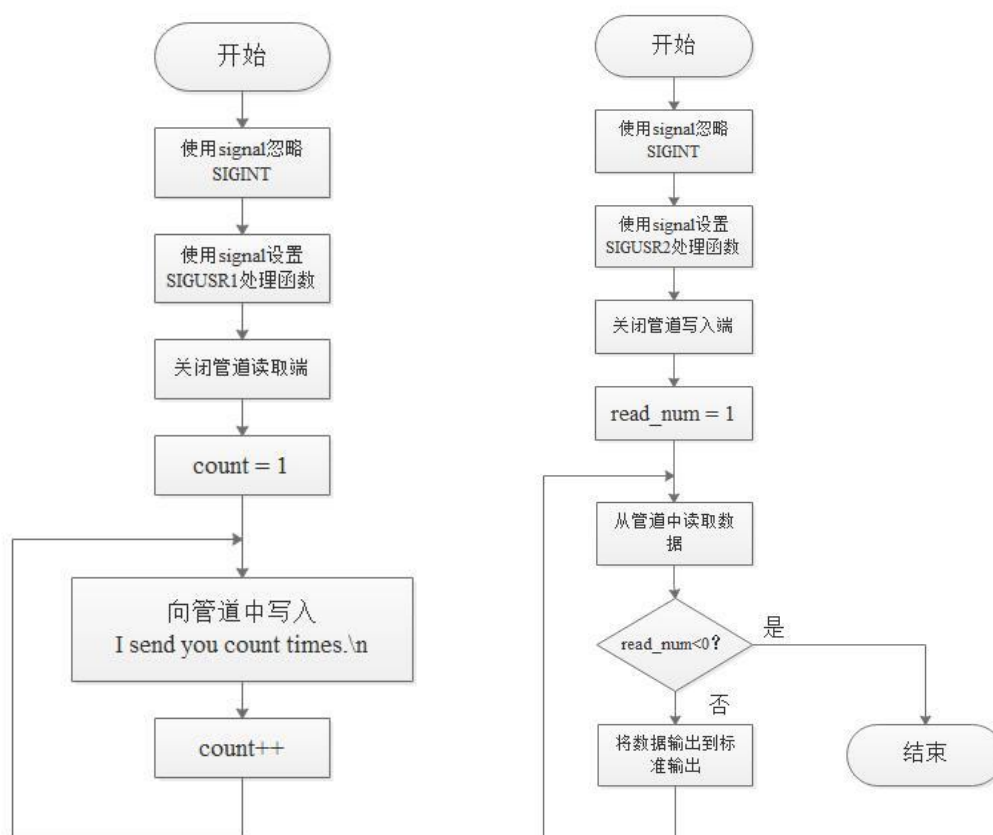 开始
使用signal忽略
SIGINT
使用signal设置
SIGUSR1处理函数
关闭管道读取端
count = 1
向管道中写入
I send you count times.\n
count++
开始
使用signal忽略
SIGINT
使用signal设置
SIGUSR2处理函数
关闭管道写入端
read_num = 1
从管道中读取数
据
read_num<0?
是
否
将数据输出到标
准输出
结束